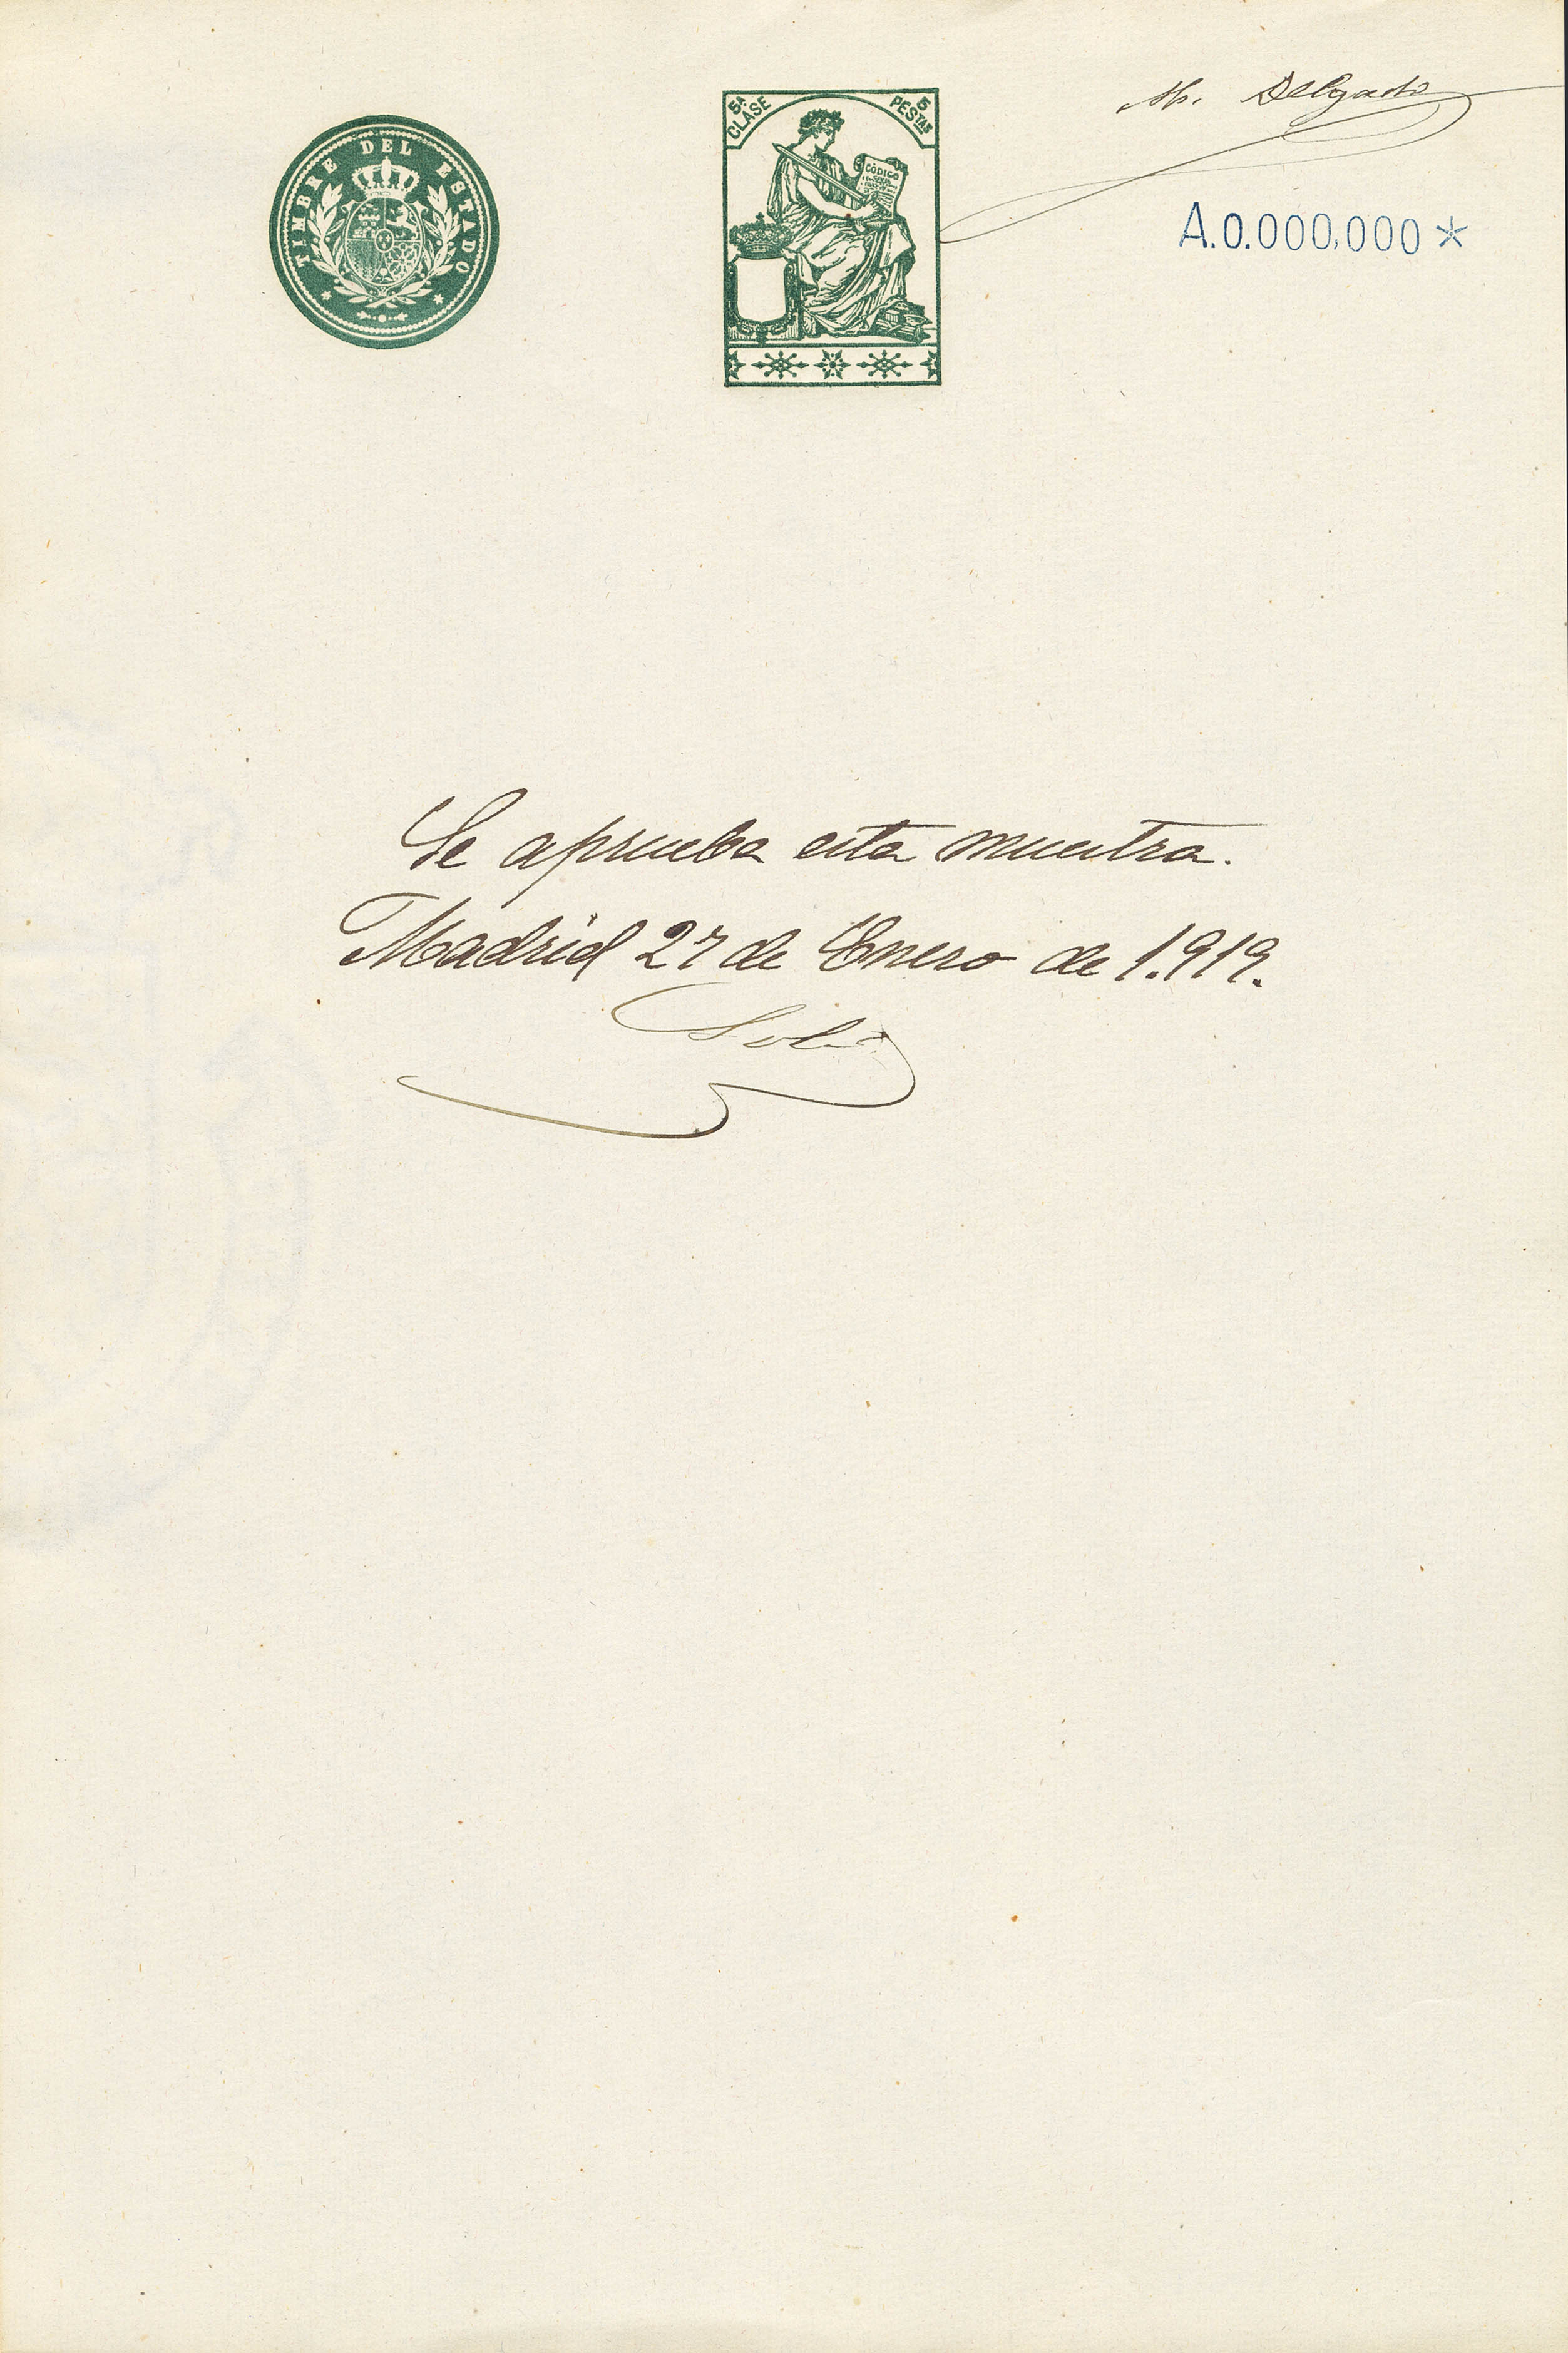 TIMBRE DEL ESTADO
5ª CLASE
5 PESTAS
CÓDIGO
Delgado
A.0.000,000*
Se aprueba esta muestra.
Madrid 27 de Enero de 1.919.